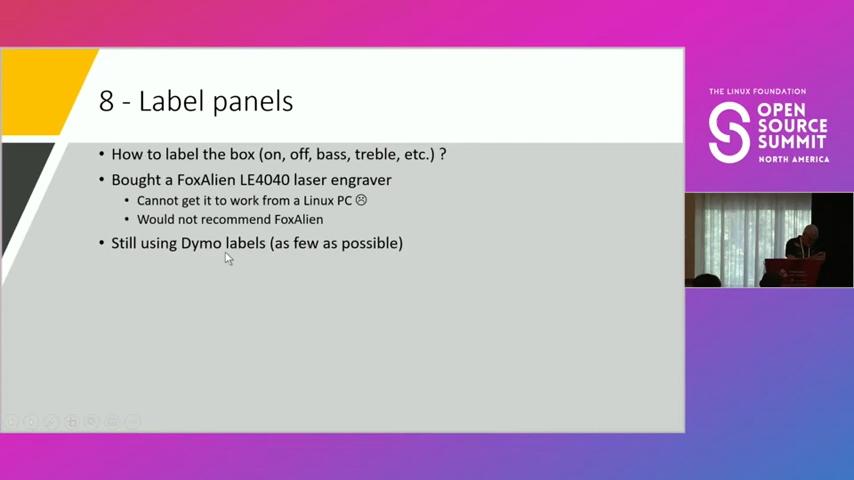 8 - Label panels
• How to label the box (on, off, bass, treble, etc.) ?
• Bought a FoxAlien LE4040 laser engraver
• Cannot get it to work from a Linux PC ☹
• Would not recommend FoxAlien
• Still using Dymo labels (as few as possible)
THE LINUX FOUNDATION
OPEN
SOURCE
SUMMIT
NORTH AMERICA